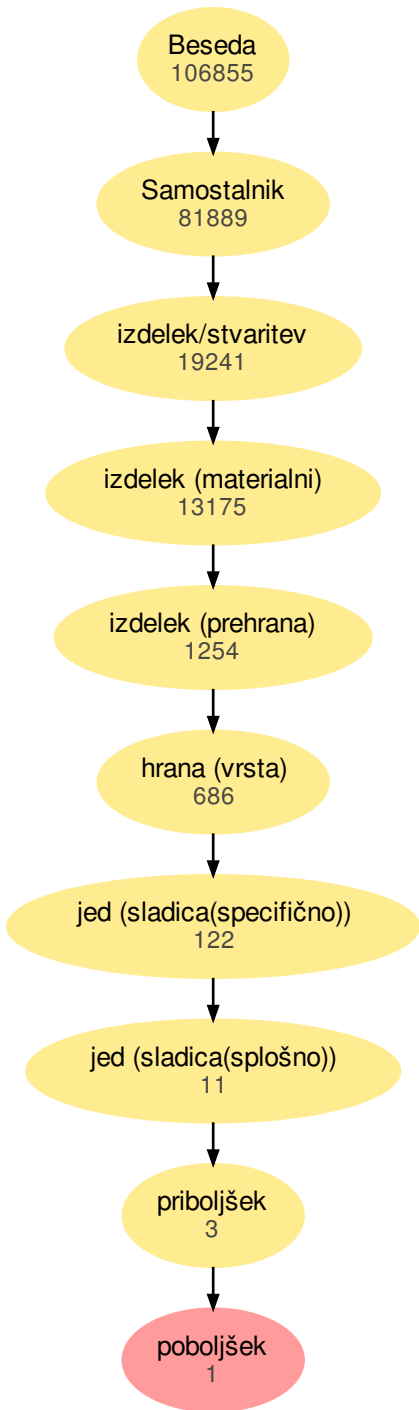 Beseda
106855
Samostalnik
81889
izdelek/stvaritev
19241
izdelek (materialni)
13175
izdelek (prehrana)
1254
hrana (vrsta)
686
jed (sladica(specifično))
122
jed (sladica(splošno))
11
priboljšek
3
poboljšek
1